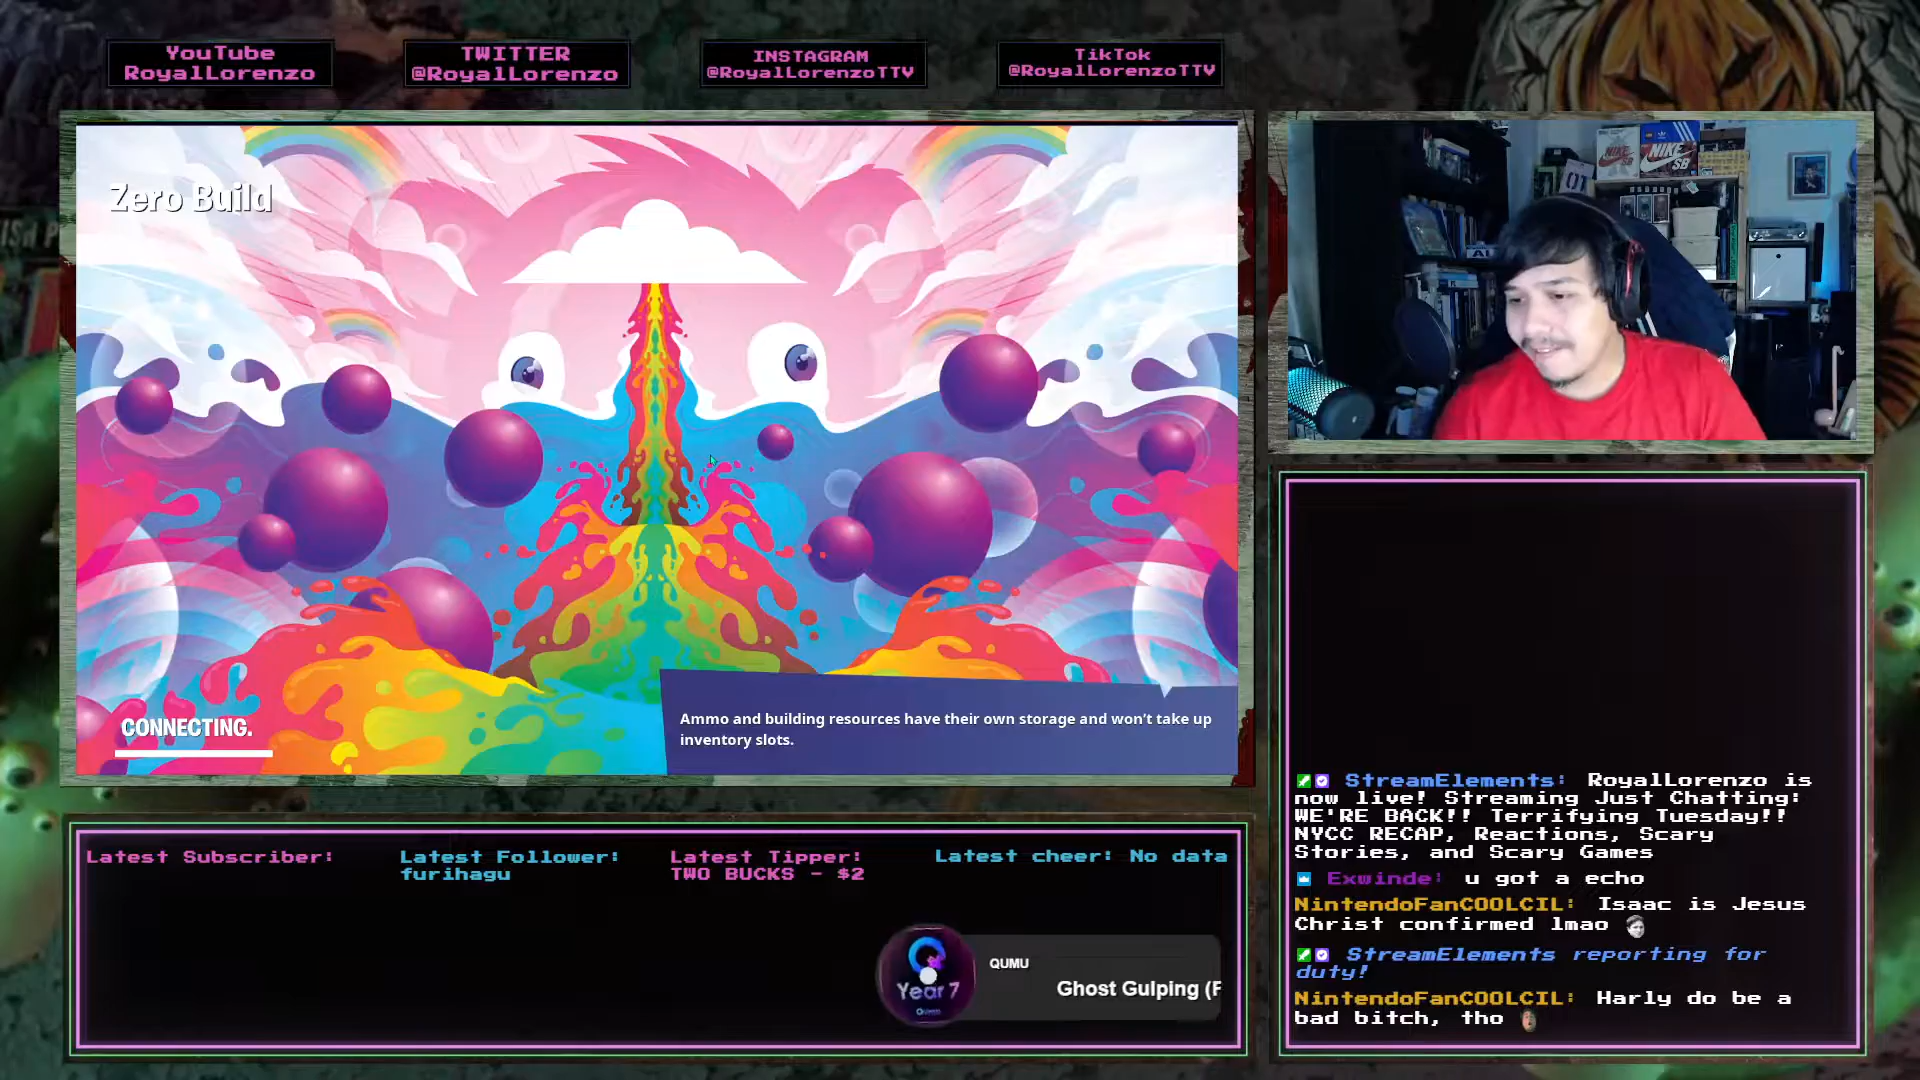 YouTube
RoyalLorenzo
TWITTER
@RoyalLorenzo
INSTAGRAM
@RoyalLorenzoTTV
TikTok
@RoyalLorenzoTTV
Zero Build
CONNECTING.
Ammo and building resources have their own storage and won't take up
inventory slots.
Latest Subscriber:
Latest Follower:
furihagu
Latest Tipper:
TWO BUCKS - $2
Latest cheer: No data
Year 7
QUMU
Ghost Gulping (F
StreamElements: RoyalLorenzo is
now live! Streaming Just Chatting:
WE'RE BACK!! Terrifying Tuesday!!
NYCC RECAP, Reactions, Scary
Stories, and Scary Games
Exwinde: u got a echo
NintendoFanCOOLCIL: Isaac is Jesus
Christ confirmed lmao
StreamElements reporting for
duty!
NintendoFanCOOLCIL: Harly do be a
bad bitch, tho